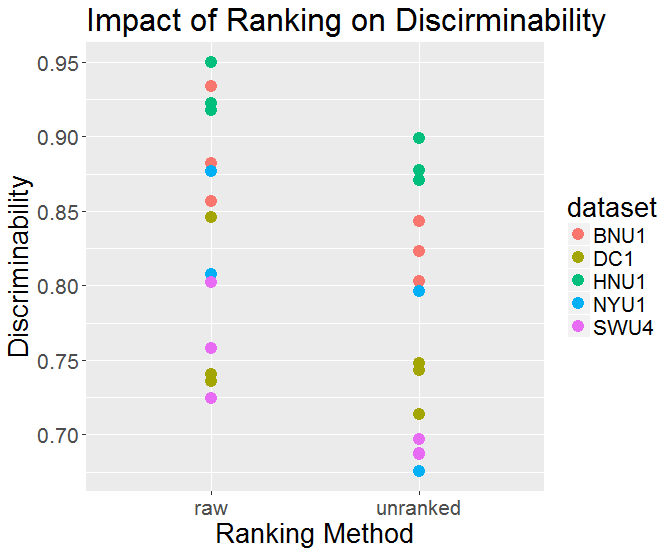 Impact of Ranking on Discirminability
0.95
0.90
0.85
0.80
0.75
0.70
Discriminability
raw unranked
Ranking Method
dataset
BNU1
DC1
HNU1
NYU1
SWU4